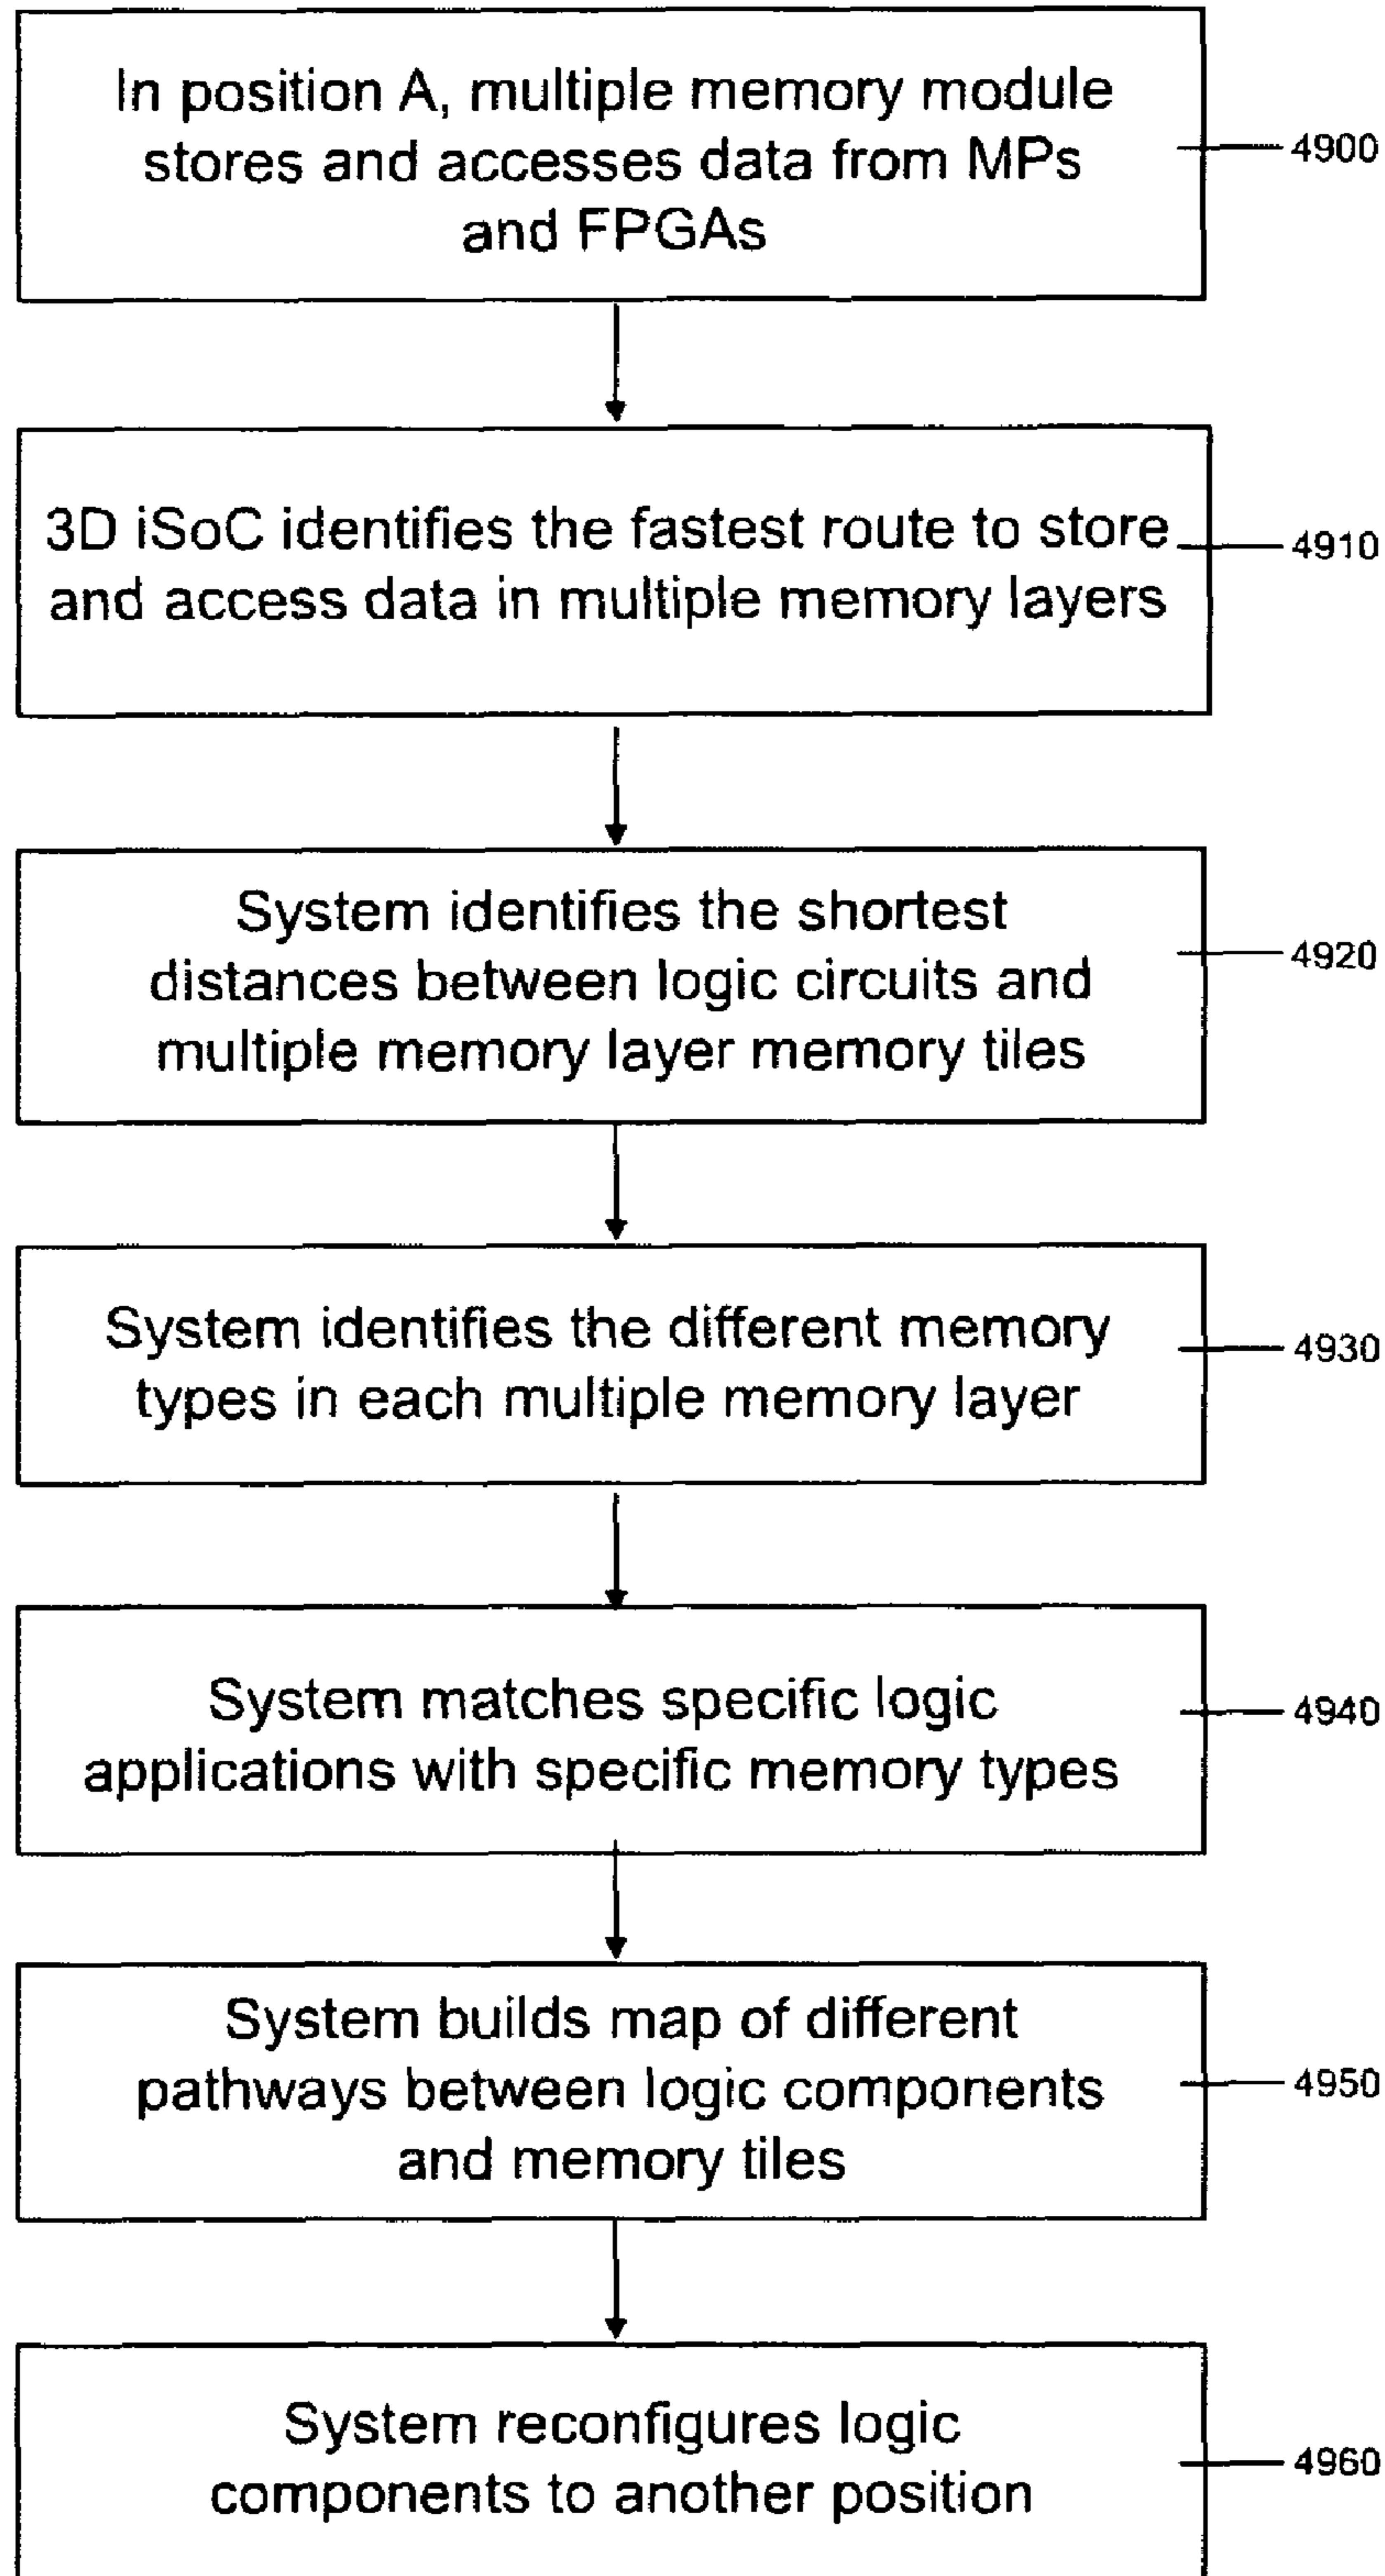 In position A, multiple memory module
stores and accesses data from MPs
and FPGAs
4900
3D iSoC identifies the fastest route to store
and access data in multiple memory layers
4910
System identifies the shortest
distances between logic circuits and
multiple memory layer memory tiles
4920
System identifies the different memory
types in each multiple memory layer
4930
System matches specific logic
applications with specific memory types
4940
System builds map of different
pathways between logic components
and memory tiles
4950
System reconfigures logic
components to another position
4960